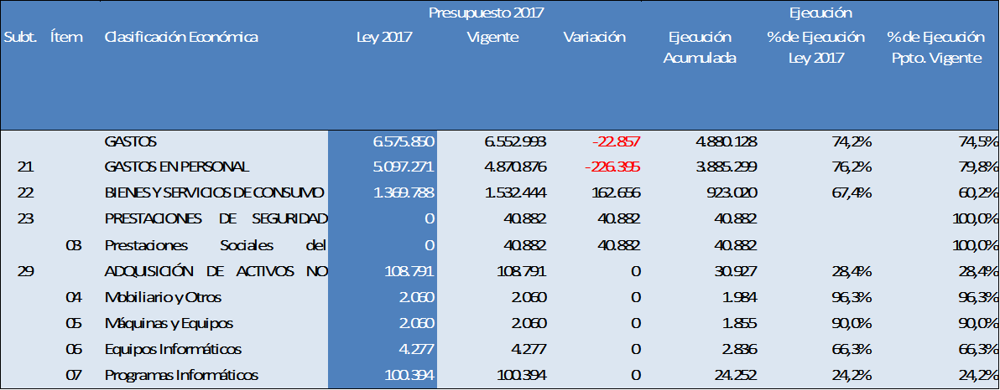 Presupuesto 2017 Ejecución
Subt. Ítem Clasificación Económica Ley 2017 Vigente Variación Ejecución % de Ejecución % de Ejecución
Acumulada Ley 2017 Ppto. Vigente
GASTOS 6.575.850 6.552.993 -22.857 4.880.128 74,2% 74,5%
21 GASTOS EN PERSONAL 5.097.271 4.870.876 -226.395 3.885.299 76,2% 79,8%
22 BIENES Y SERVICIOS DE CONSUMO 1.369.788 1.532.444 162.656 923.020 67,4% 60,2%
23 PRESTACIONES DE SEGURIDAD 0 40.882 40.882 40.882 100,0%
03 Prestaciones Sociales del 0 40.882 40.882 40.882 100,0%
29 ADQUISICIÓN DE ACTIVOS NO 108.791 108.791 0 30.927 28,4% 28,4%
04 Mobiliario y Otros 2.060 2.060 0 1.984 96,3% 96,3%
05 Máquinas y Equipos 2.060 2.060 0 1.855 90,0% 90,0%
06 Equipos Informáticos 4.277 4.277 0 2.836 66,3% 66,3%
07 Programas Informáticos 100.394 100.394 0 24.252 24,2% 24,2%